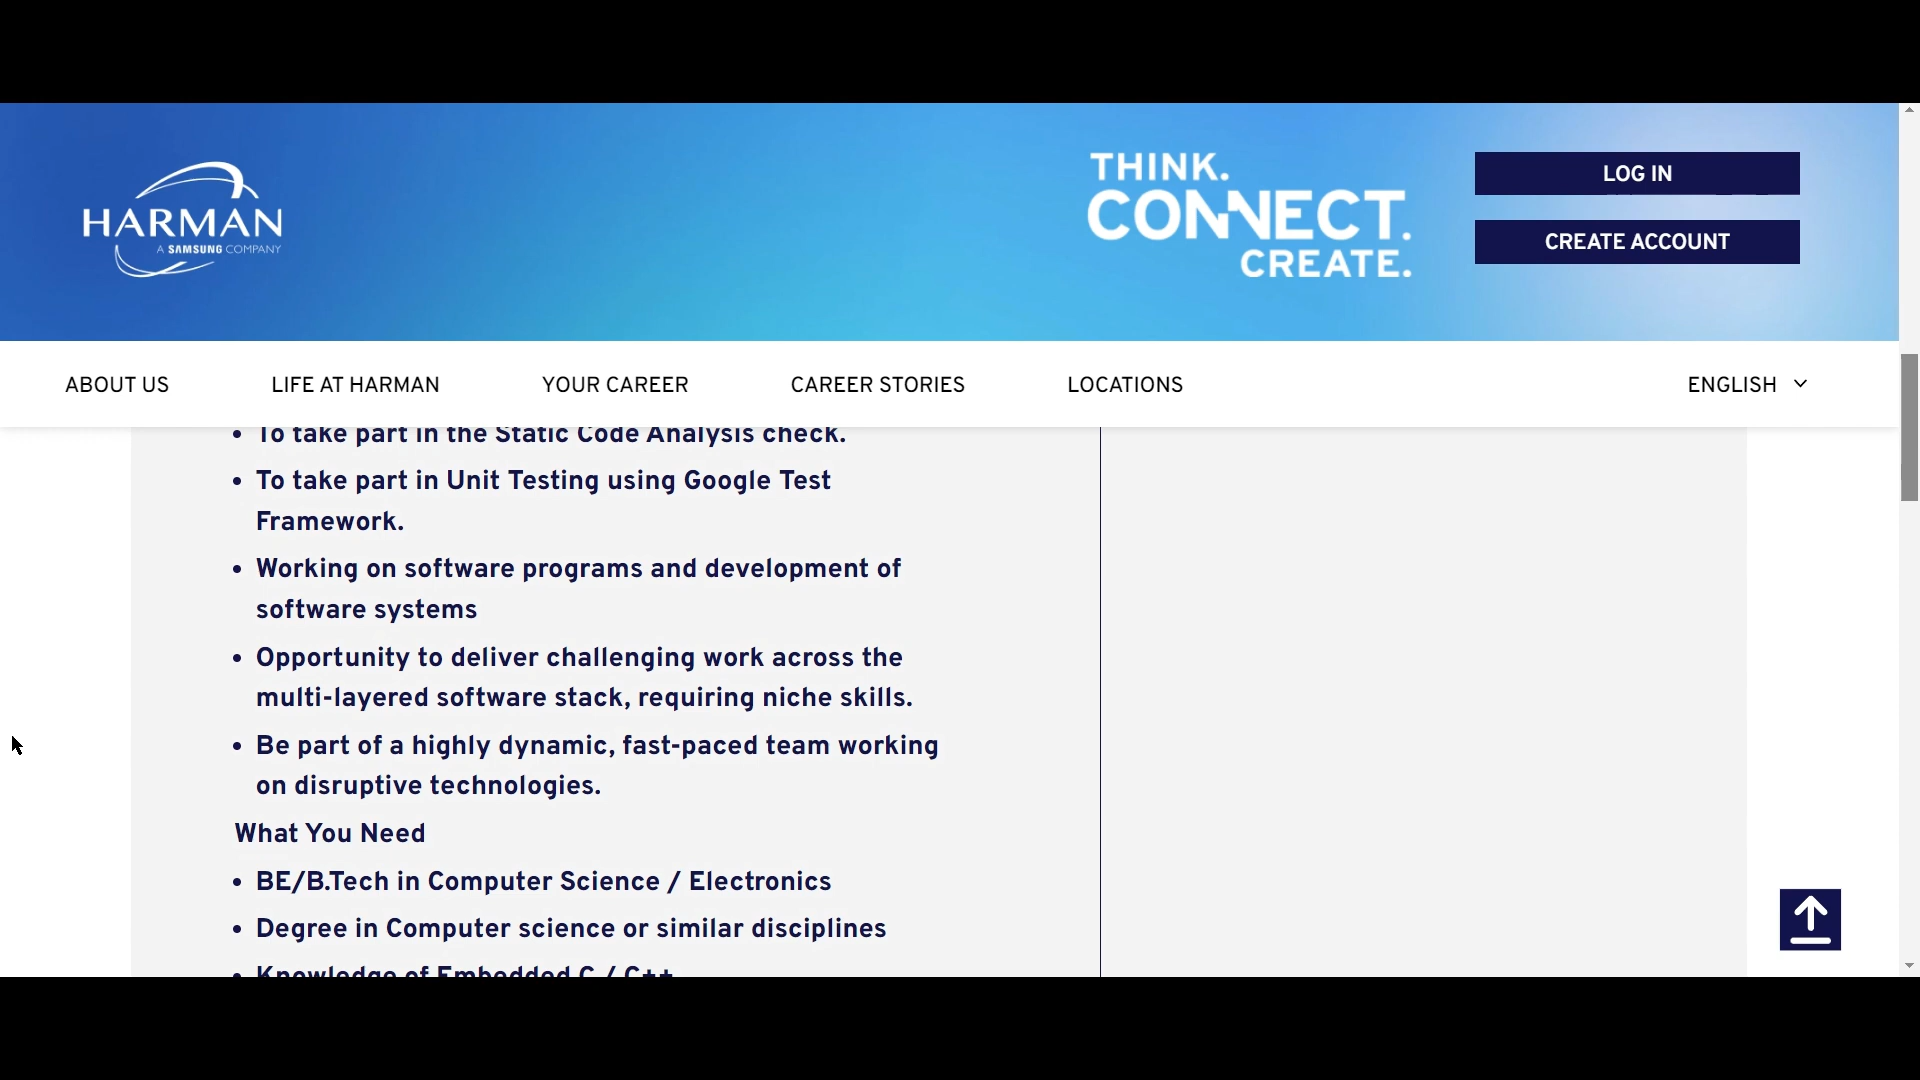 HARMAN
A SAMSUNG COMPANY
THINK.
CONNECT.
CREATE.
LOG IN
CREATE ACCOUNT
ABOUT US
LIFE AT HARMAN
YOUR CAREER
CAREER STORIES
LOCATIONS
ENGLISH
• To take part in the Static Code Analysis check.
• To take part in Unit Testing using Google Test
Framework.
• Working on software programs and development of
software systems
• Opportunity to deliver challenging work across the
multi-layered software stack, requiring niche skills.
• Be part of a highly dynamic, fast-paced team working
on disruptive technologies.
What You Need
• BE/B.Tech in Computer Science / Electronics
• Degree in Computer science or similar disciplines
• Knowledge of Embedded C / C++